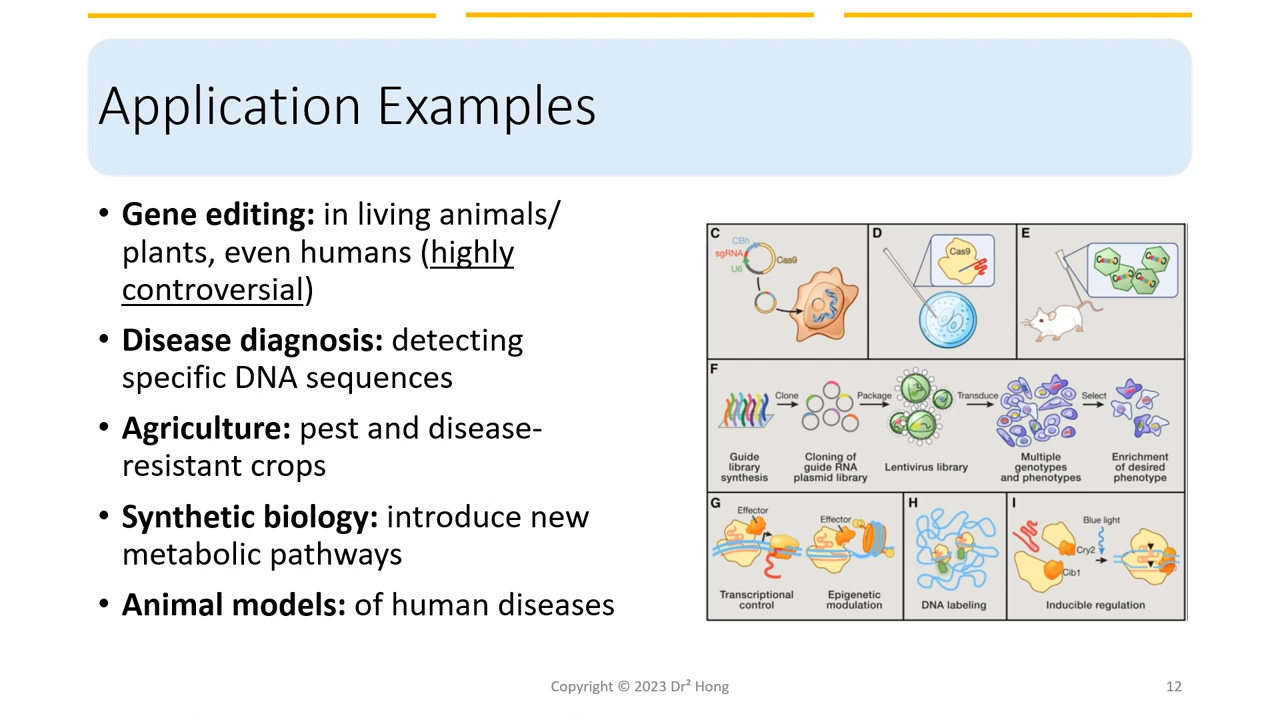 Application Examples
• Gene editing: in living animals/
plants, even humans (highly
controversial)
• Disease diagnosis: detecting
specific DNA sequences
• Agriculture: pest and disease-
resistant crops
• Synthetic biology: introduce new
metabolic pathways
• Animal models: of human diseases
C
CBh
sgRNA
U6
Cas9
D
Cas9
E
F
Clone
Package
Transduce
Select
Guide
library
synthesis
Cloning of
guide RNA
plasmid library
Lentivirus library
Multiple
genotypes
and phenotypes
Enrichment
of desired
phenotype
G
Effector
Effector
Transcriptional
control
Epigenetic
modulation
H
DNA labeling
I
Blue light
Cry2
Cib1
Inducible regulation
Copyright © 2023 Dr² Hong
12